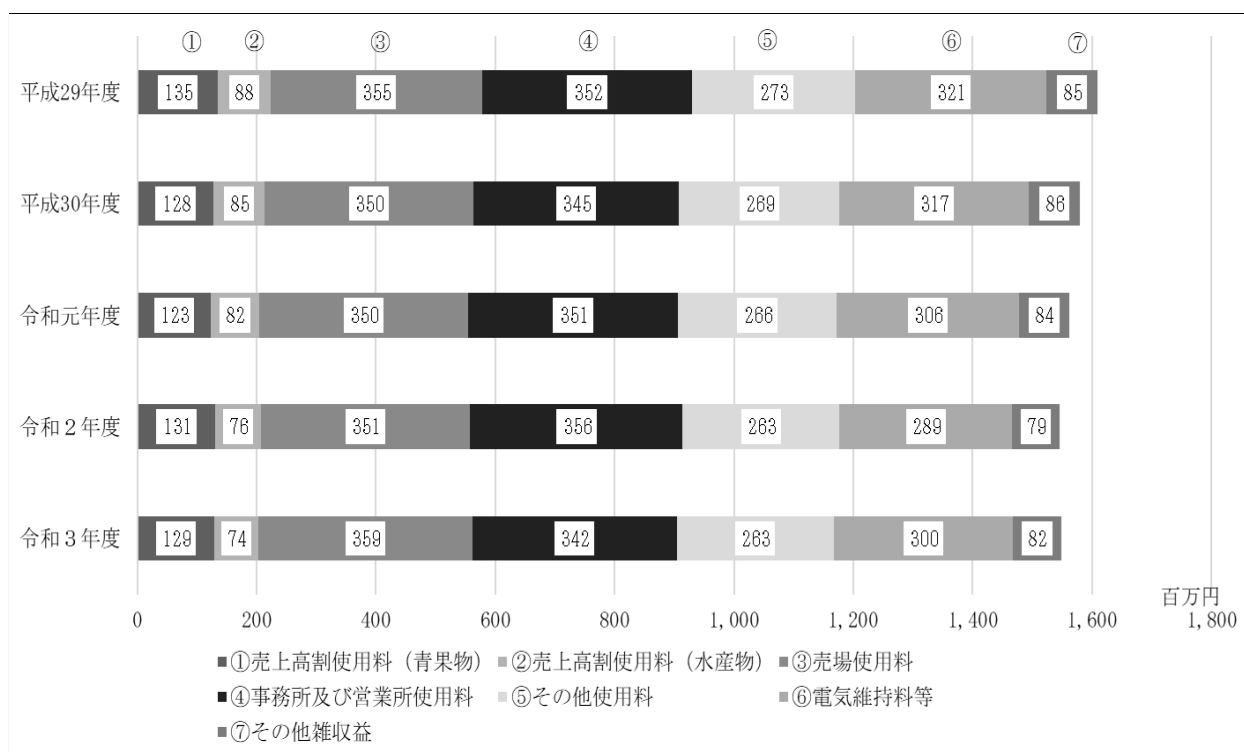 ① ② ③ ④ ⑤ ⑥ ⑦
平成29年度 135 88 355 352 273 321 85
平成30年度 128 85 350 345 269 317 86
令和元年度 123 82 350 351 266 306 84
令和２年度 131 76 351 356 263 289 79
令和３年度 129 74 359 342 263 300 82
百万円
0 200 400 600 800 1,000 1,200 1,400 1,600 1,800
■①売上高割使用料（青果物） ■②売上高割使用料（水産物） ■③売場使用料
■④事務所及び営業所使用料 ■⑤その他使用料 ■⑥電気維持料等
■⑦その他雑収益